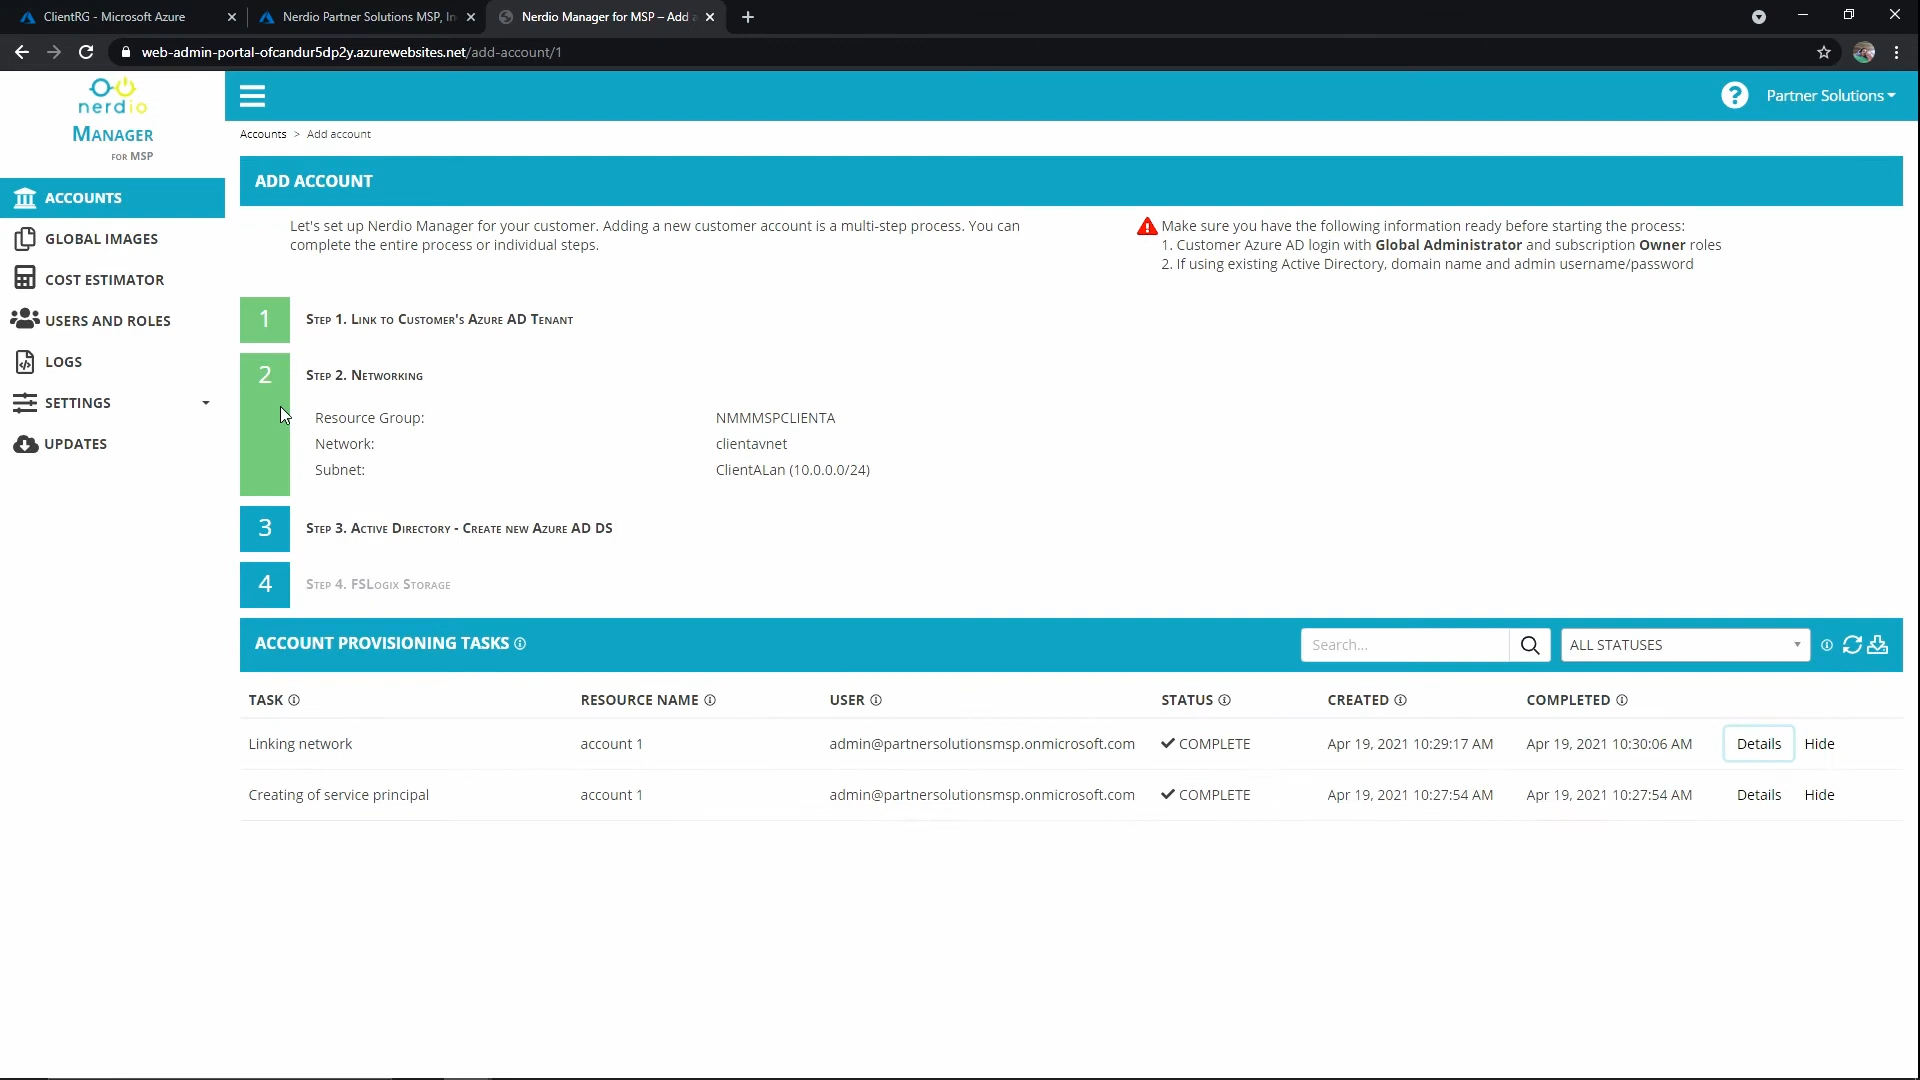 ClientRG - Microsoft Azure
Nerdio Partner Solutions MSP, In
Nerdio Manager for MSP – Add a
web-admin-portal-ofcandur5dp2y.azurewebsites.net/add-account/1
nerdio
MANAGER
FOR MSP
? Partner Solutions
Accounts > Add account
ACCOUNTS
GLOBAL IMAGES
COST ESTIMATOR
USERS AND ROLES
LOGS
SETTINGS
UPDATES
ADD ACCOUNT
Let's set up Nerdio Manager for your customer. Adding a new customer account is a multi-step process. You can
complete the entire process or individual steps.
Make sure you have the following information ready before starting the process:
1. Customer Azure AD login with Global Administrator and subscription Owner roles
2. If using existing Active Directory, domain name and admin username/password
1 Step 1. Link to Customer's Azure AD Tenant
2 Step 2. Networking
Resource Group: NMMMSPCLIENTA
Network: clientavnet
Subnet: ClientALan (10.0.0.0/24)
3 Step 3. Active Directory - Create new Azure AD DS
4 Step 4. FSLogix Storage
ACCOUNT PROVISIONING TASKS
Search... ALL STATUSES
TASK RESOURCE NAME USER STATUS CREATED COMPLETED
Linking network account 1 admin@partnersolutionsmsp.onmicrosoft.com COMPLETE Apr 19, 2021 10:29:17 AM Apr 19, 2021 10:30:06 AM Details Hide
Creating of service principal account 1 admin@partnersolutionsmsp.onmicrosoft.com COMPLETE Apr 19, 2021 10:27:54 AM Apr 19, 2021 10:27:54 AM Details Hide